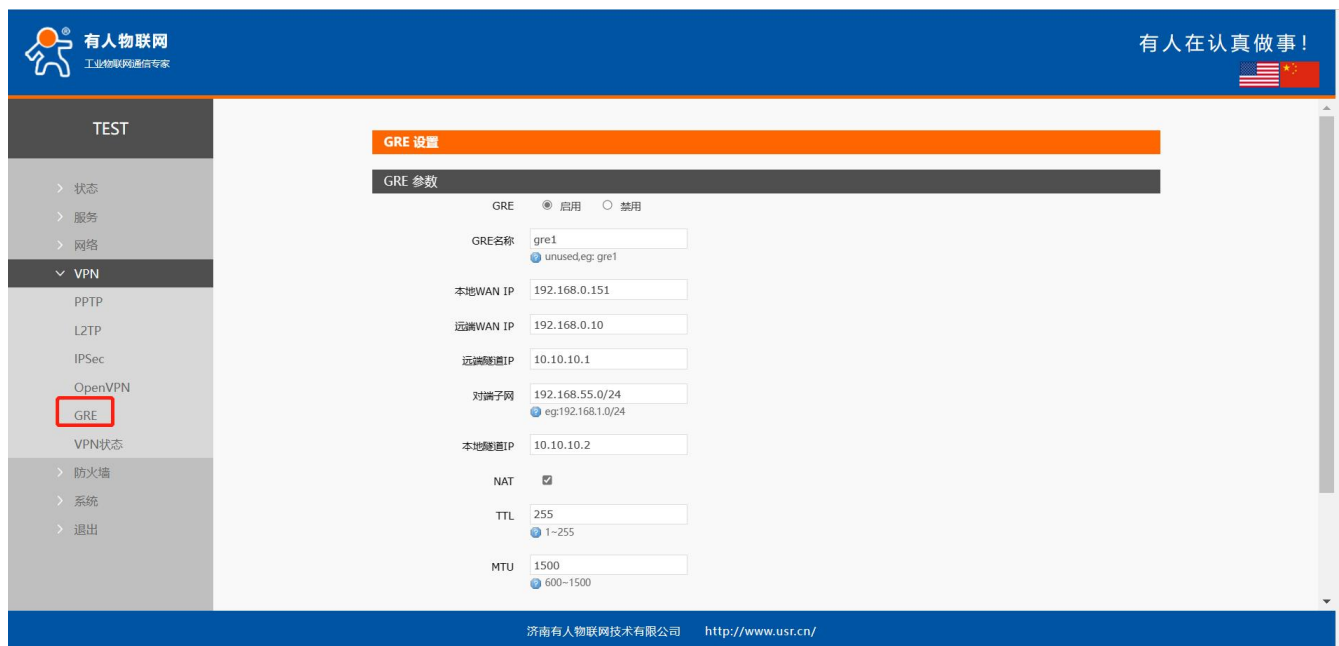 有人物联网
工业物联网通信专家
有人在认真做事！
TEST
状态
服务
网络
VPN
PPTP
L2TP
IPSec
OpenVPN
GRE
VPN状态
防火墙
系统
退出
GRE 设置
GRE 参数
GRE 启用 禁用
GRE名称 gre1
unused,eg: gre1
本地WAN IP 192.168.0.151
远端WAN IP 192.168.0.10
远端隧道IP 10.10.10.1
对端子网 192.168.55.0/24
eg:192.168.1.0/24
本地隧道IP 10.10.10.2
NAT
TTL 255
1~255
MTU 1500
600~1500
济南有人物联网技术有限公司 http://www.usr.cn/